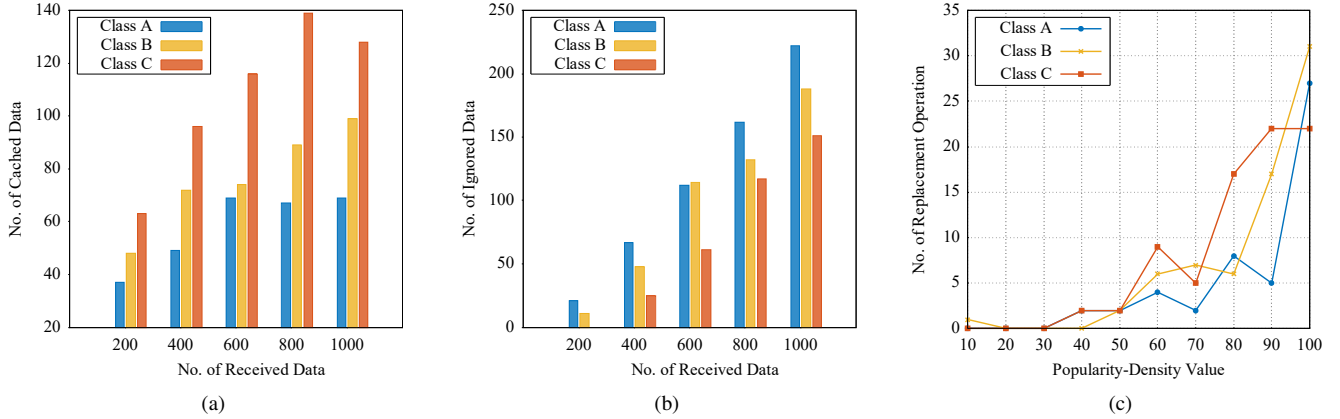 140
120
100
80
60
40
20
No. of Cached Data
Class A
Class B
Class C
200 400 600 800 1000
No. of Received Data
(a)
250
200
150
100
50
0
No. of Ignored Data
Class A
Class B
Class C
200 400 600 800 1000
No. of Received Data
(b)
35
30
25
20
15
10
5
0
No. of Replacement Operation
Class A
Class B
Class C
10 20 30 40 50 60 70 80 90 100
Popularity-Density Value
(c)